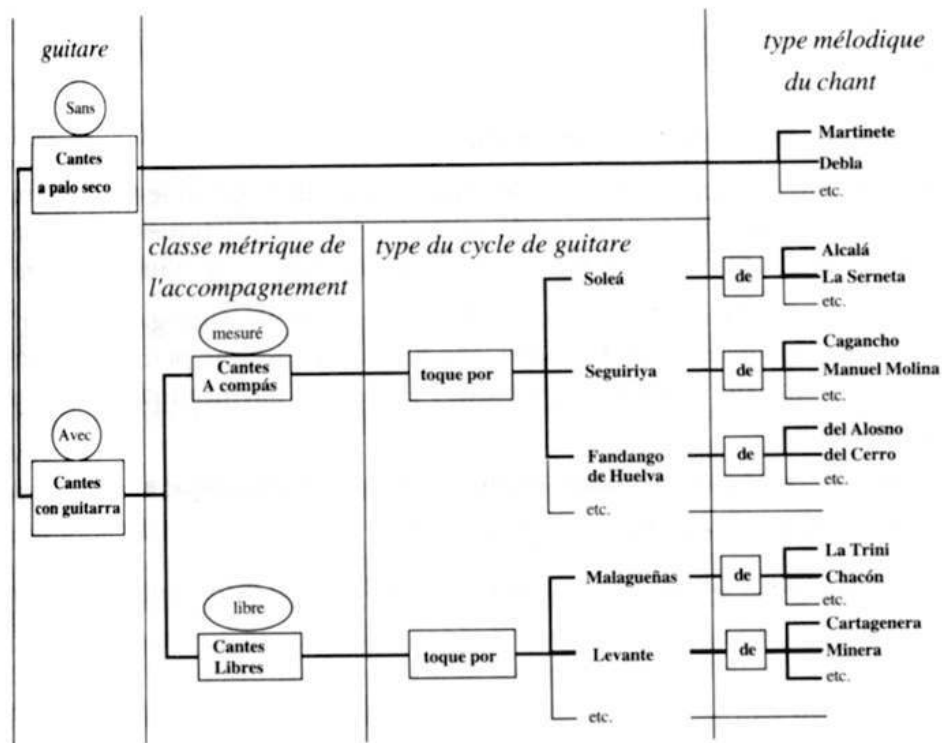 guitare
type mélodique
du chant
Sans
Cantes
a palo seco
Martinete
Debla
etc.
classe métrique de
l'accompagnement
type du cycle de guitare
mesuré
Cantes
A compás
toque por
Soleá
de
Alcalá
La Serneta
etc.
Seguiriya
de
Cagancho
Manuel Molina
etc.
Fandango
de Huelva
de
del Alosno
del Cerro
etc.
etc.
Avec
Cantes
con guitarra
libre
Cantes
Libres
toque por
Malagueñas
de
La Trini
Chacón
etc.
Levante
de
Cartagenera
Minera
etc.
etc.